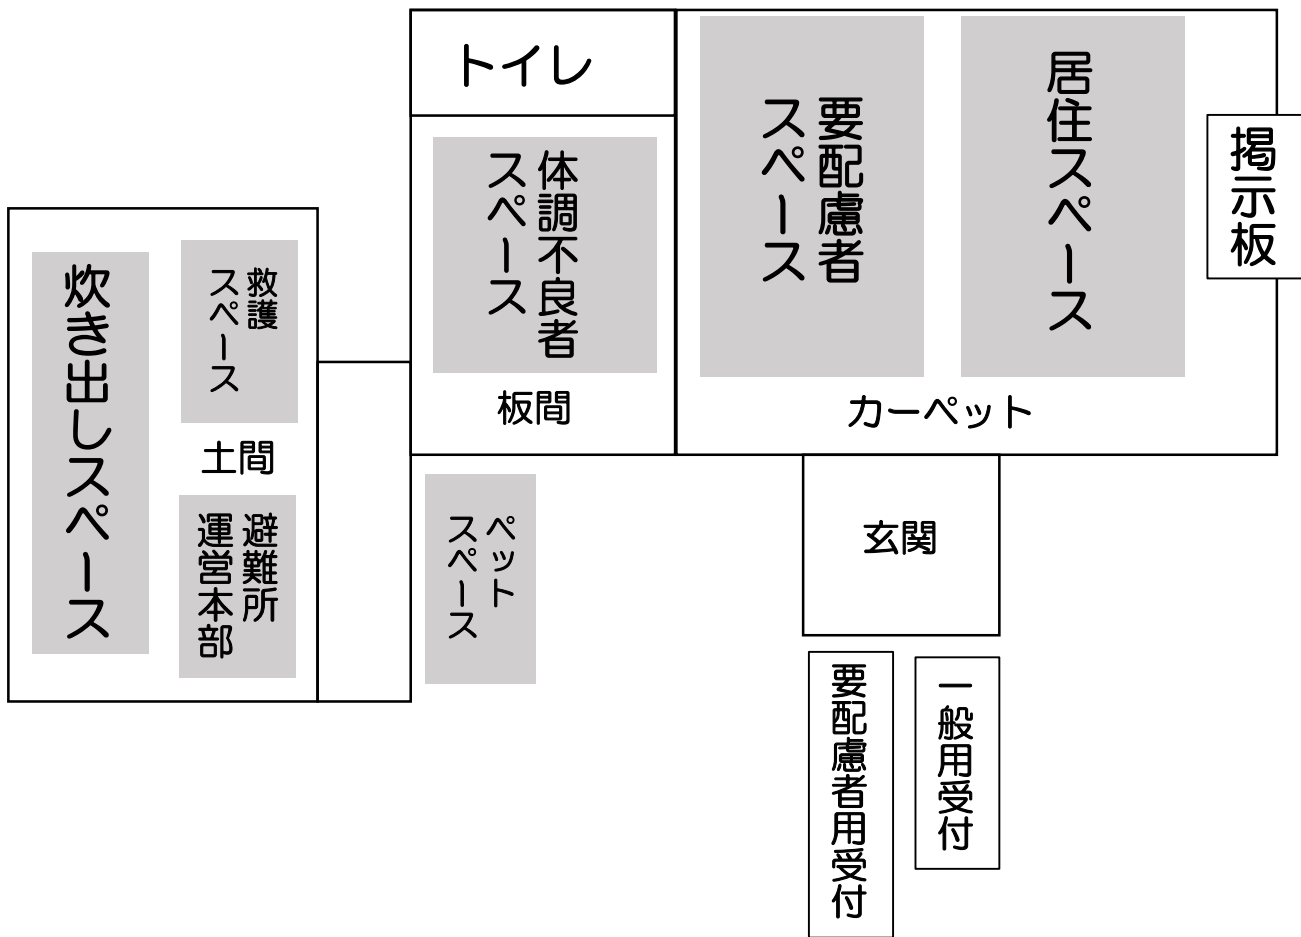 トイレ
要配慮者
スペース
居住スペース
掲示板
体調不良者
スペース
板間
カーペット
炊き出しスペース
救護
スペース
土間
避難所
運営本部
ペット
スペース
玄関
要配慮者用受付
一般用受付